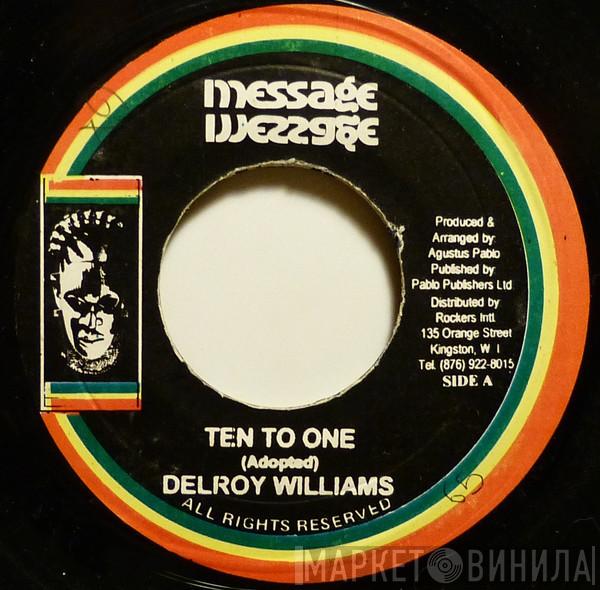 message
message
Produced &
Arranged by
Agustus Pablo
Published by
Pablo Publishers Ltd
Distributed by
Rockers Intl
135 Orange Street
Kingston, W I
Tel. (876) 922-8015
SIDE A
TEN TO ONE
(Adopted)
DELROY WILLIAMS
ALL RIGHTS RESERVED
МАРКЕТ ВИНИЛА